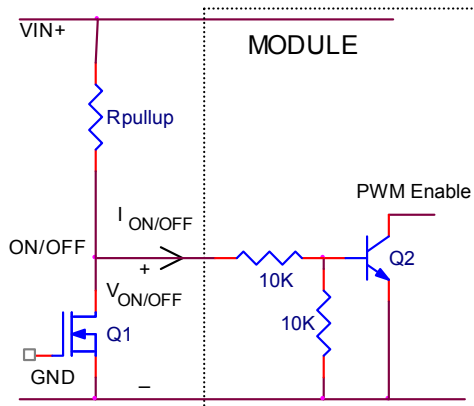 VIN+
MODULE
Rpullup
PWM Enable
I ON/OFF
ON/OFF
+
10K
Q2
V ON/OFF
10K
Q1
GND
–